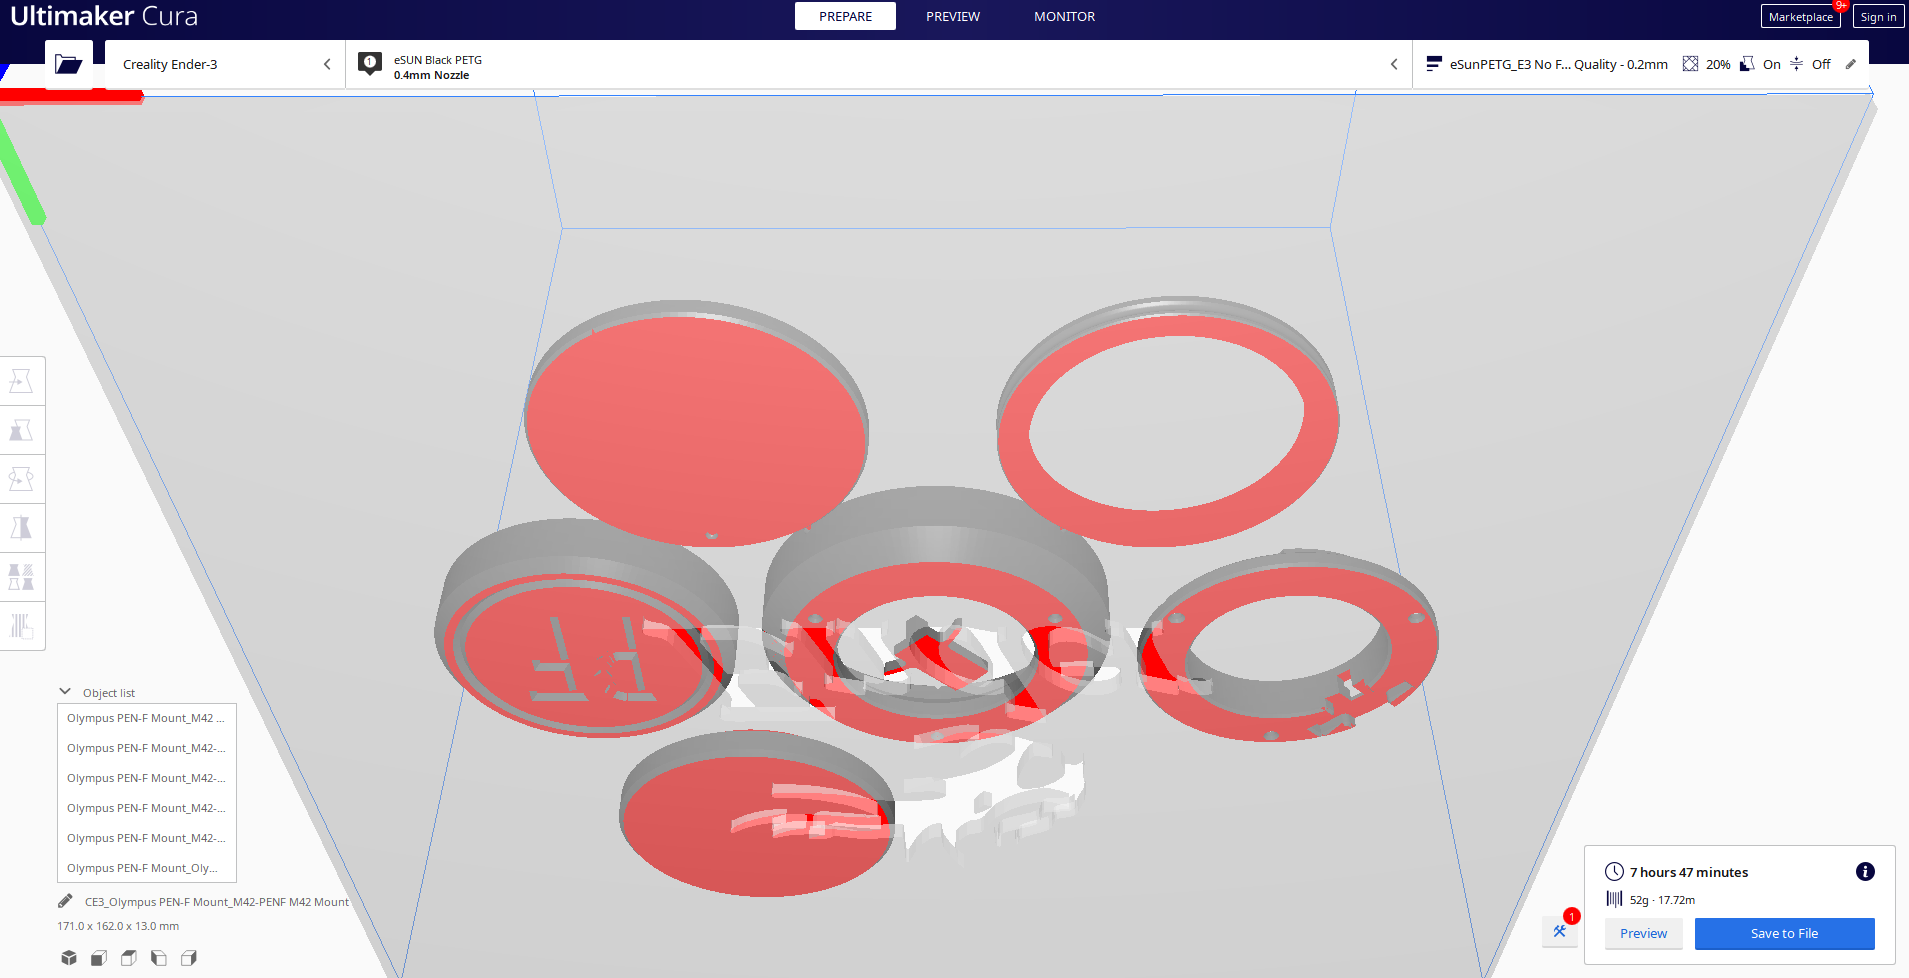 Ultimaker Cura
PREPARE
PREVIEW
MONITOR
Marketplace
9+
Sign in
Creality Ender-3
1
eSUN Black PETG
0.4mm Nozzle
eSunPETG_E3 No F... Quality - 0.2mm
20%
On
Off
Object list
Olympus PEN-F Mount_M42 ...
Olympus PEN-F Mount_M42-...
Olympus PEN-F Mount_M42-...
Olympus PEN-F Mount_M42-...
Olympus PEN-F Mount_M42-...
Olympus PEN-F Mount_Oly...
CE3_Olympus PEN-F Mount_M42-PENF M42 Mount
171.0 x 162.0 x 13.0 mm
7 hours 47 minutes
52g · 17.72m
1
Preview
Save to File